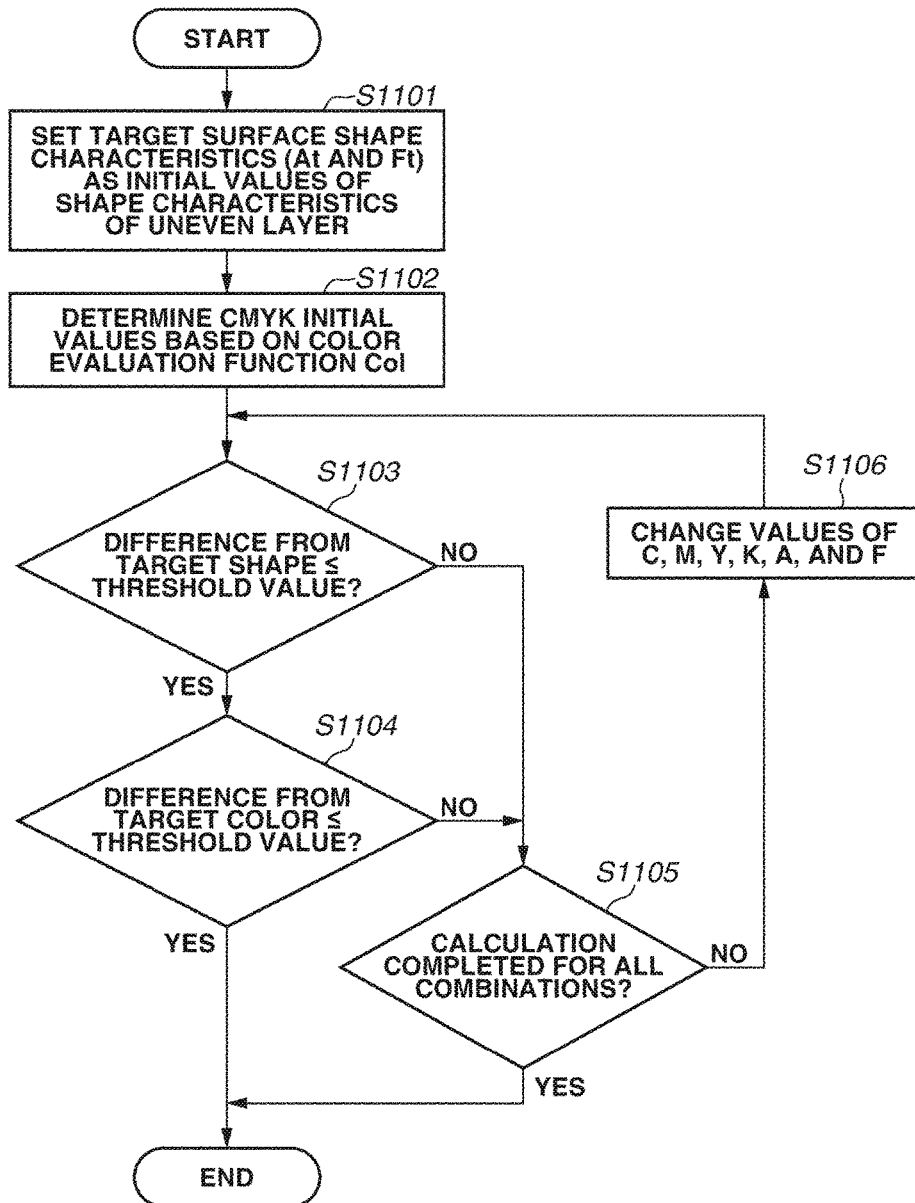 START
S1101
SET TARGET SURFACE SHAPE
CHARACTERISTICS (At AND Ft)
AS INITIAL VALUES OF
SHAPE CHARACTERISTICS
OF UNEVEN LAYER
S1102
DETERMINE CMYK INITIAL
VALUES BASED ON COLOR
EVALUATION FUNCTION Col
S1103
DIFFERENCE FROM
TARGET SHAPE ≤
THRESHOLD VALUE?
NO
YES
S1106
CHANGE VALUES OF
C, M, Y, K, A, AND F
S1104
DIFFERENCE FROM
TARGET COLOR ≤
THRESHOLD VALUE?
NO
YES
S1105
CALCULATION
COMPLETED FOR ALL
COMBINATIONS?
NO
YES
END